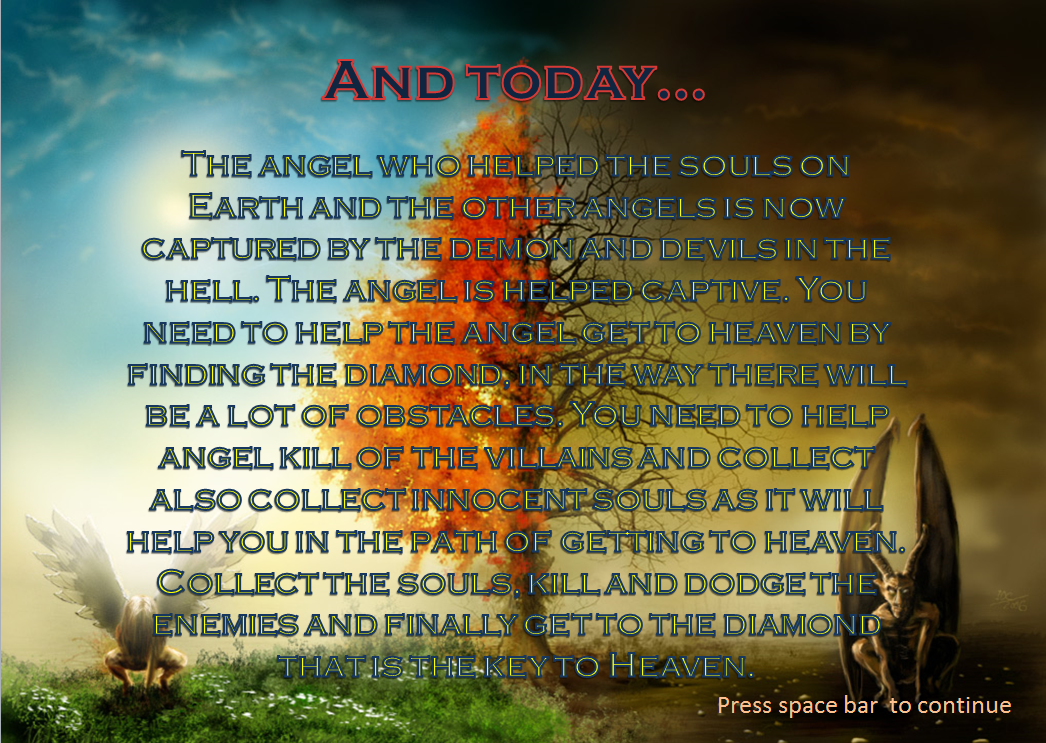 And today...
The angel who helped the souls on
Earth and the other angels is now
captured by the demon and devils in the
hell. The angel is helped captive. You
need to help the angel get to heaven by
finding the diamond, in the way there will
be a lot of obstacles. You need to help
angel kill of the villains and collect
also collect innocent souls as it will
help you in the path of getting to heaven.
Collect the souls, kill and dodge the
enemies and finally get to the diamond
that is the key to Heaven.
Press space bar to continue